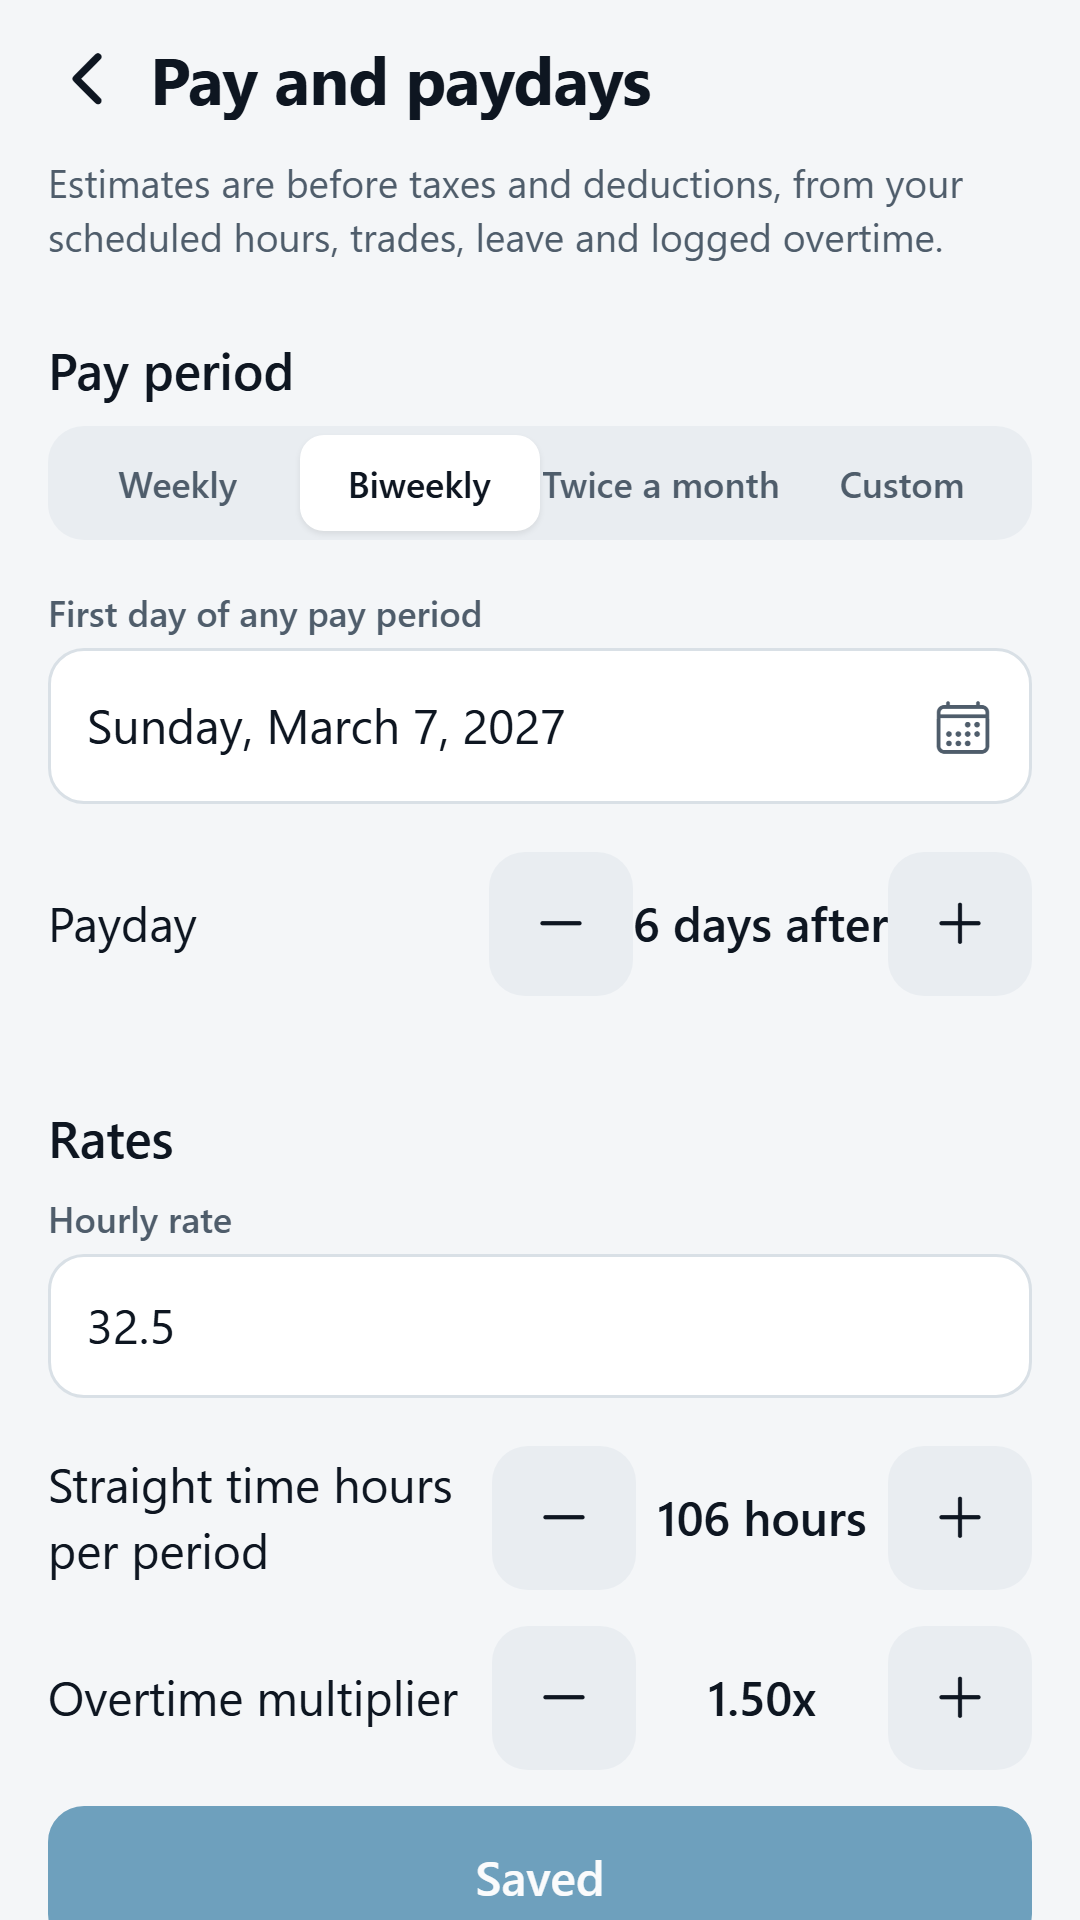 Pay and paydays
Estimates are before taxes and deductions, from your
scheduled hours, trades, leave and logged overtime.
Pay period
Weekly Biweekly Twice a month Custom
First day of any pay period
Sunday, March 7, 2027
Payday — 6 days after +
Rates
Hourly rate
32.5
Straight time hours
per period
— 106 hours +
Overtime multiplier — 1.50x +
Saved